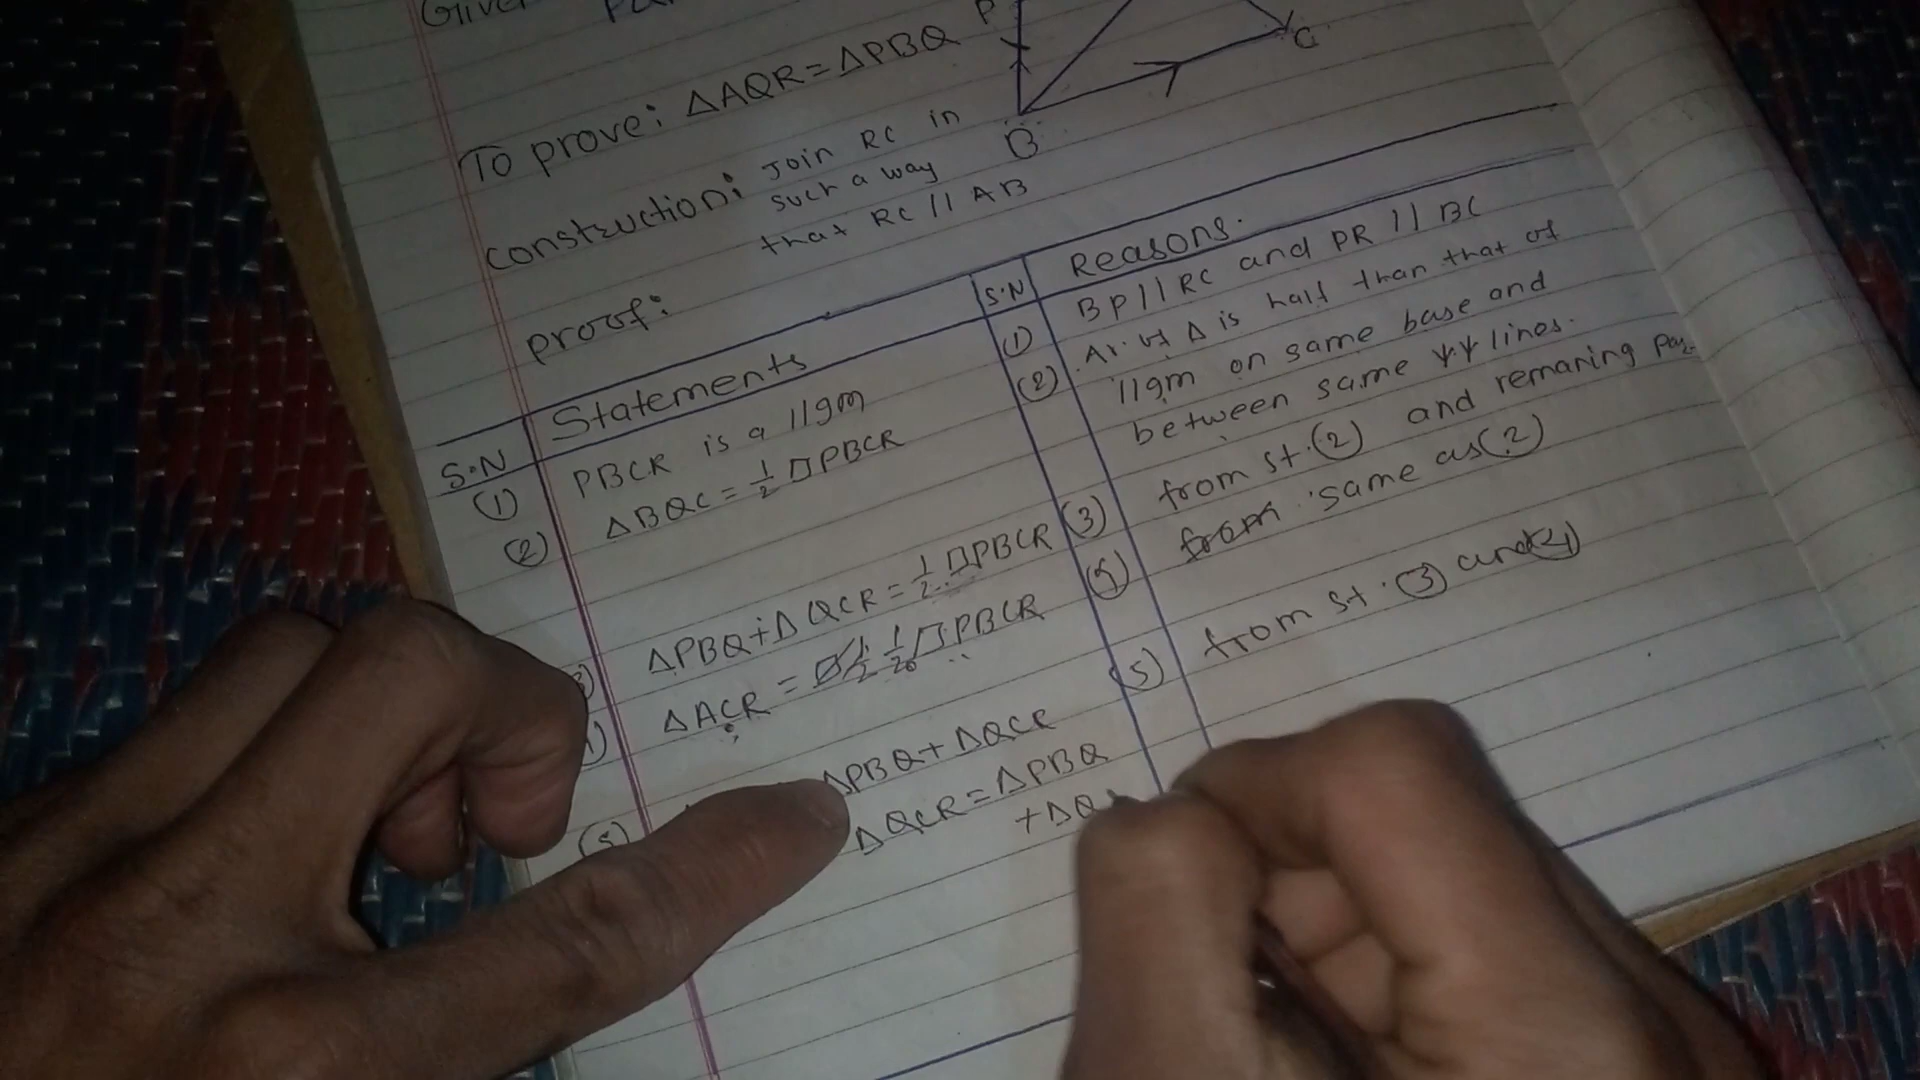 Given
P
C
To prove: ΔAQR = ΔPBQ
B
construction: Join RC in
such a way
that RC // AB
proof:
S.N Statements S.N Reasons.
(1) PBCR is a //gm (1) BP // RC and PR // BC
(2) ΔBQC = 1/2 ▱PBCR (2) Ar. of Δ is half than that of
//gm on same base and
between same // lines.
ΔPBQ + ΔQCR = 1/2 ▱PBCR (3) from st. (2) and remaning
ΔACR = 1/2 ▱PBCR (4) from same as (2)
(5) ΔPBQ + ΔQCR (5) from st. (3) and (4)
ΔQCR = ΔPBQ
+ ΔQ